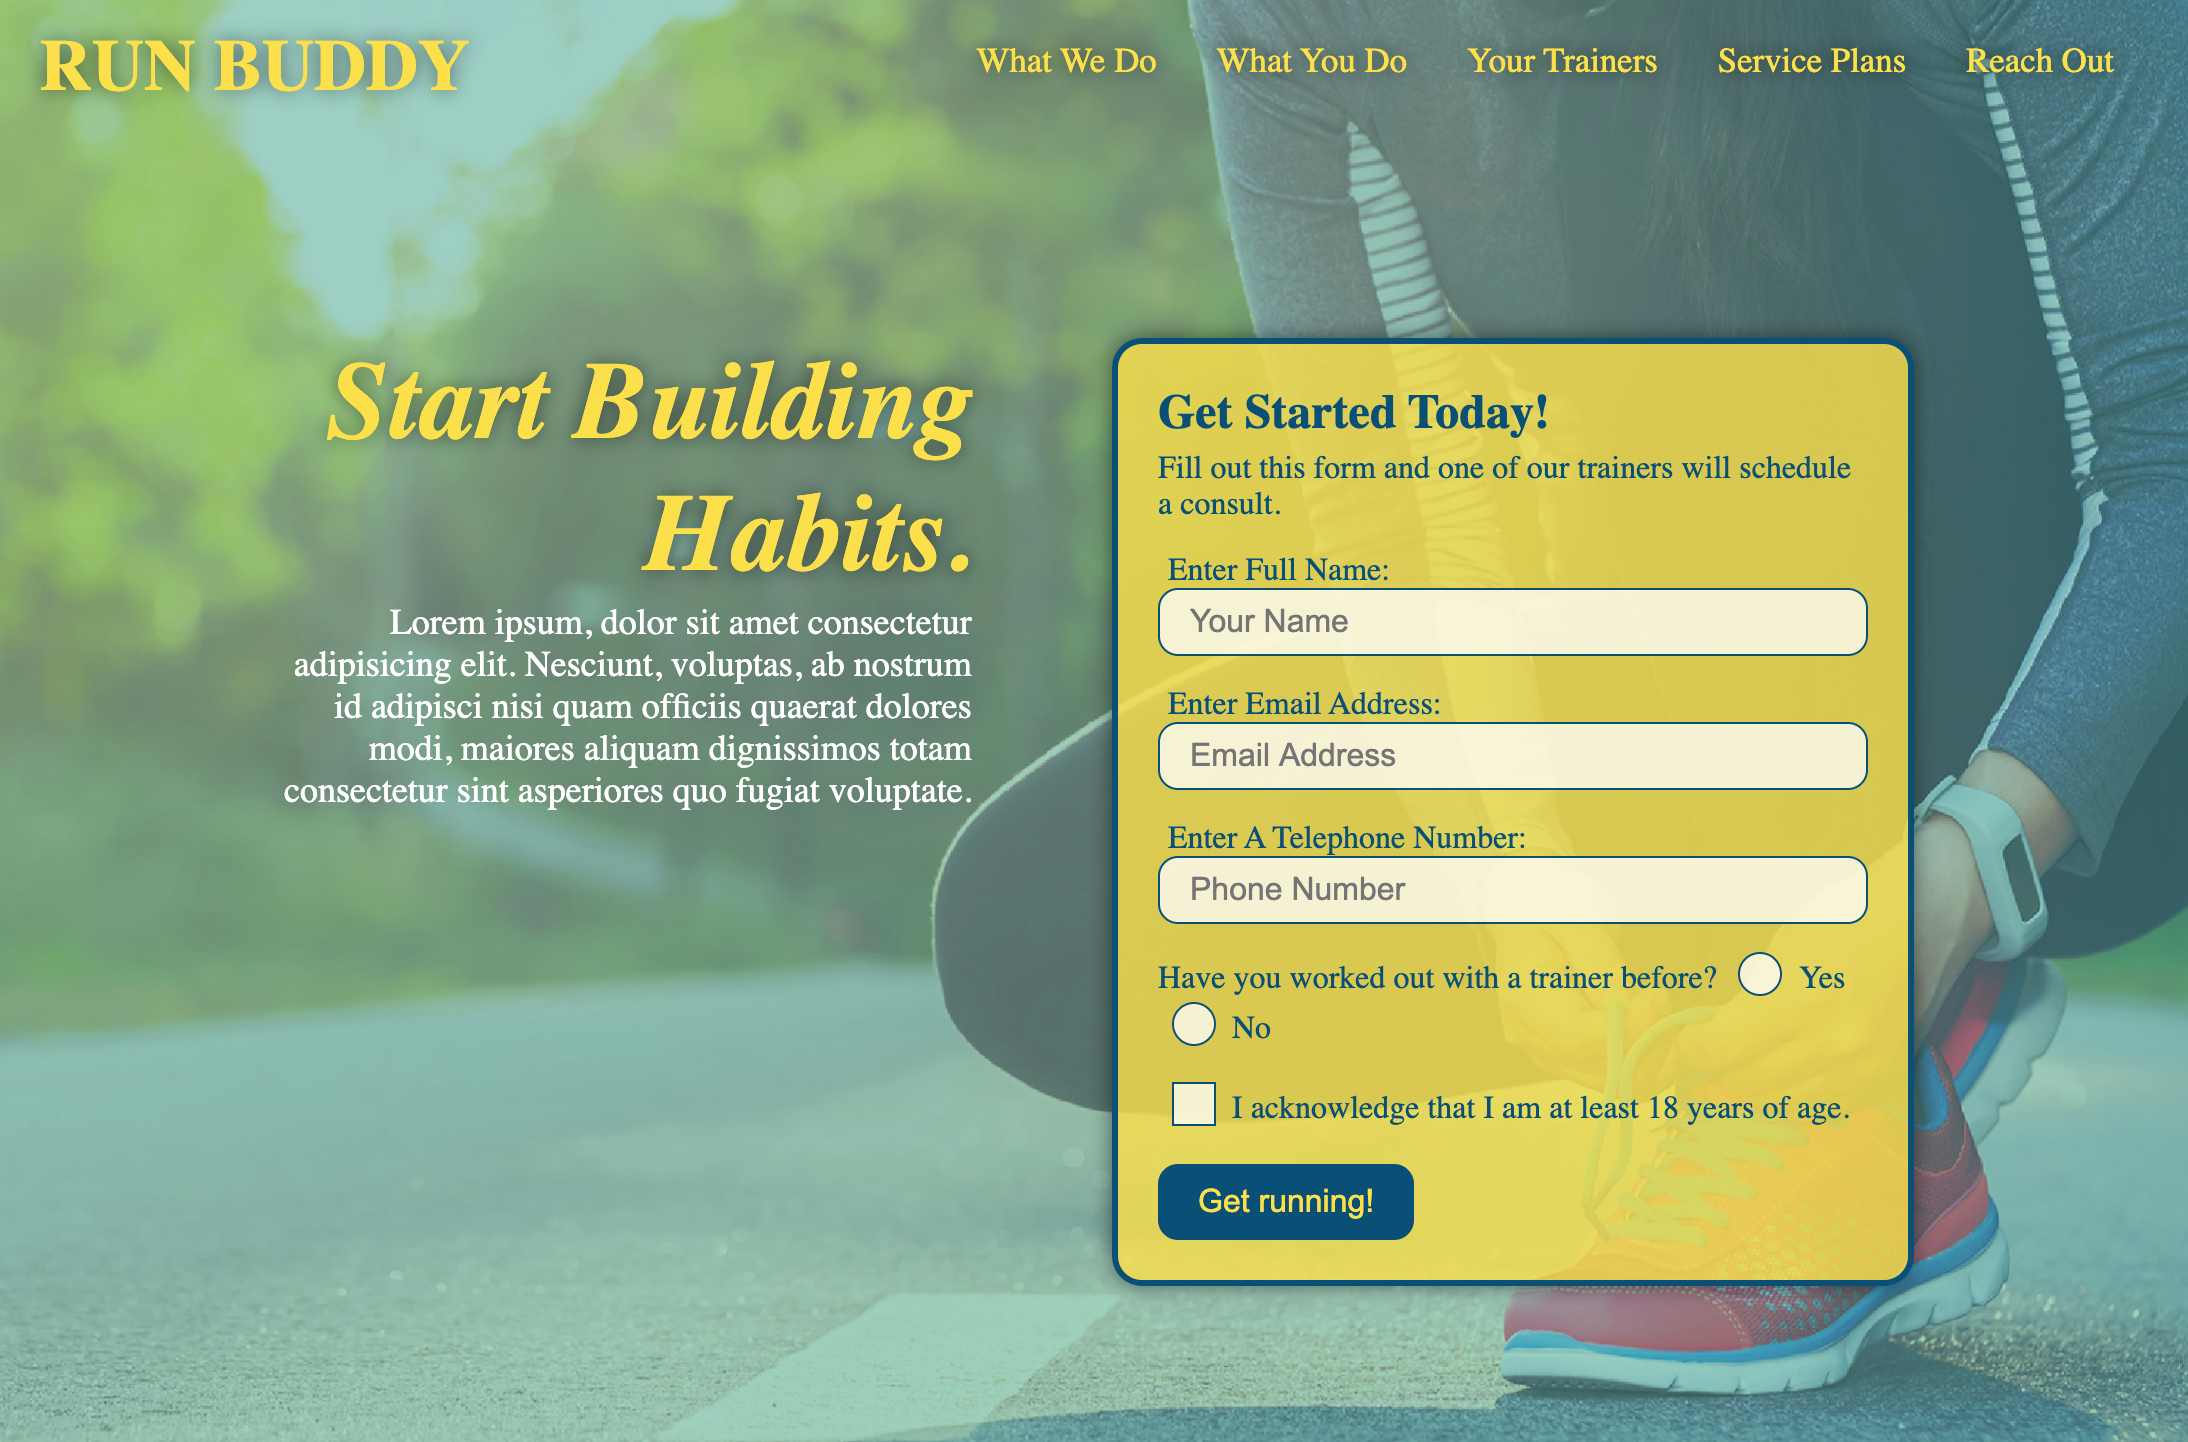 RUN BUDDY
What We Do What You Do Your Trainers Service Plans Reach Out
Start Building
Habits.
Lorem ipsum, dolor sit amet consectetur
adipisicing elit. Nesciunt, voluptas, ab nostrum
id adipisci nisi quam officiis quaerat dolores
modi, maiores aliquam dignissimos totam
consectetur sint asperiores quo fugiat voluptate.
Get Started Today!
Fill out this form and one of our trainers will schedule
a consult.
Enter Full Name:
Your Name
Enter Email Address:
Email Address
Enter A Telephone Number:
Phone Number
Have you worked out with a trainer before? Yes
No
I acknowledge that I am at least 18 years of age.
Get running!